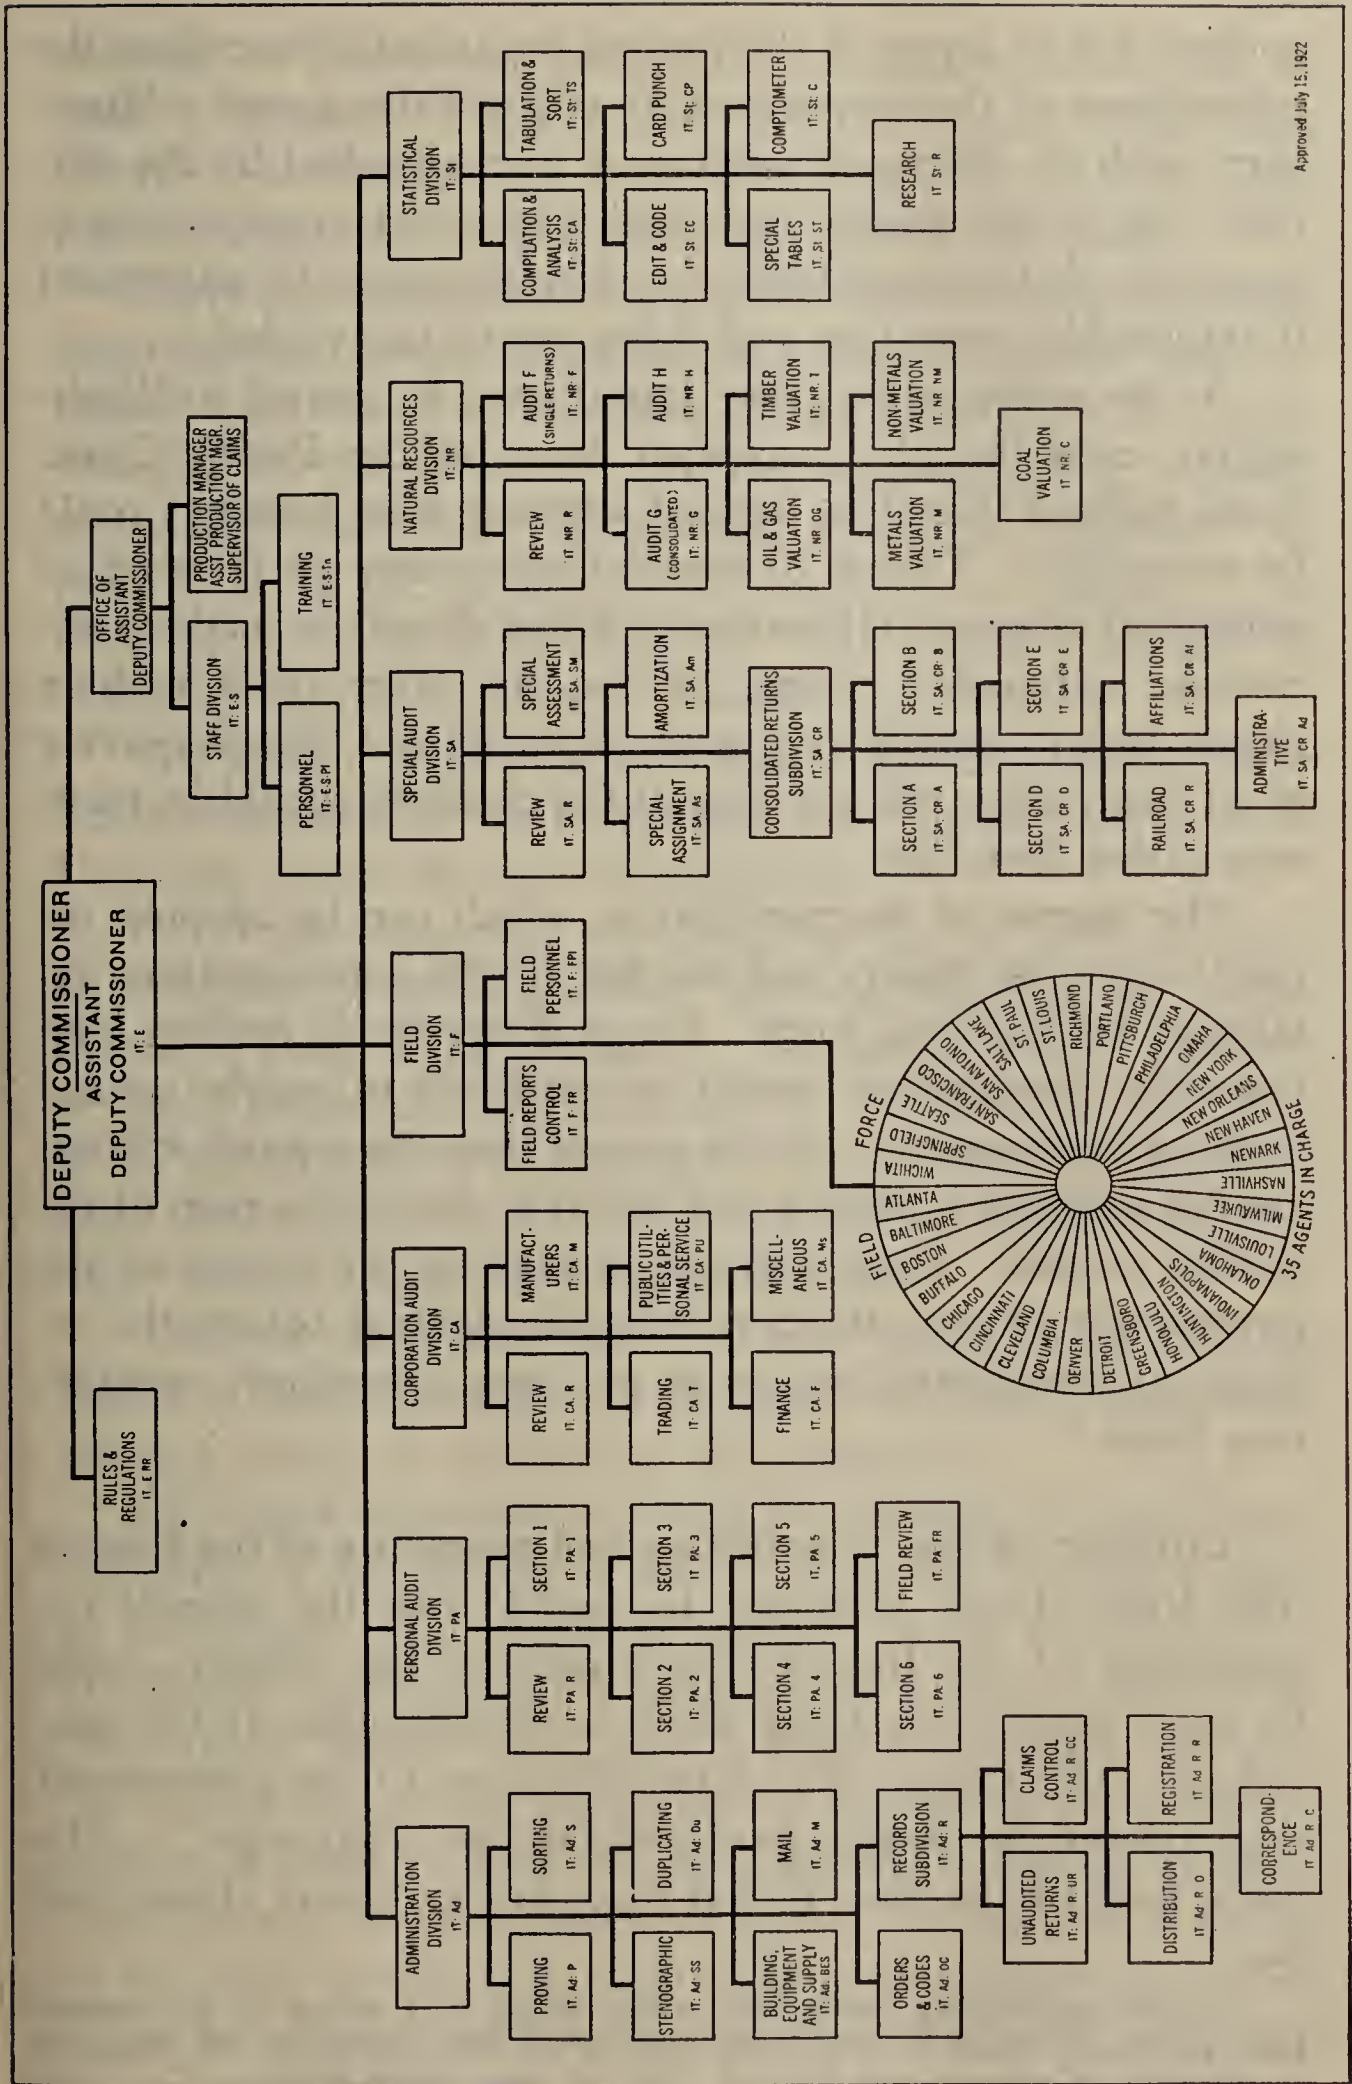 DEPUTY COMMISSIONER
ASSISTANT
DEPUTY COMMISSIONER
IT: E
RULES &
REGULATIONS
IT: E RR
OFFICE OF
ASSISTANT
DEPUTY COMMISSIONER
STAFF DIVISION
IT: E-S
PRODUCTION MANAGER
ASST PRODUCTION MGR.
SUPERVISOR OF CLAIMS
PERSONNEL
IT: E-S-Pl
TRAINING
IT E-S-Tn
ADMINISTRATION
DIVISION
IT: Ad
PROVING
IT. Ad: P
SORTING
IT: Ad; S
STENOGRAPHIC
IT: Ad: SS
DUPLICATING
IT: Ad: Du
BUILDING,
EQUIPMENT
AND SUPPLY
IT: Ad: BES
MAIL
IT. Ad: M
ORDERS
& CODES
IT. Ad. OC
RECORDS
SUBDIVISION
IT: Ad: R
UNAUDITED
RETURNS
IT: Ad R. UR
CLAIMS
CONTROL
IT: Ad R CC
DISTRIBUTION
IT Ad: R D
REGISTRATION
IT Ad R R
CORRESPOND-
ENCE
IT Ad R C
PERSONAL AUDIT
DIVISION
IT: PA
REVIEW
IT: PA R
SECTION 1
IT: PA: 1
SECTION 2
IT: PA. 2
SECTION 3
IT PA: 3
SECTION 4
IT: PA. 4
SECTION 5
IT. PA 5
SECTION 6
IT. PA: 6
FIELD REVIEW
IT. PA FR
CORPORATION AUDIT
DIVISION
IT: CA
REVIEW
IT. CA. R
MANUFACT-
URERS
IT: CA. M
TRADING
IT: CA T
PUBLIC UTIL-
ITIES & PER-
SONAL SERVICE
IT CA: PU
FINANCE
IT. CA. F
MISCELL-
ANEOUS
IT CA. Ms
FIELD
DIVISION
IT: F
FIELD REPORTS
CONTROL
IT F FR
FIELD
PERSONNEL
IT. F: FPl
FIELD FORCE
ATLANTA
BALTIMORE
BOSTON
BUFFALO
CHICAGO
CINCINNATI
CLEVELAND
COLUMBIA
DENVER
DETROIT
GREENSBORO
HONOLULU
HUNTINGTON
INDIANAPOLIS
OKLAHOMA
LOUISVILLE
MILWAUKEE
NASHVILLE
NEWARK
NEW HAVEN
NEW ORLEANS
NEW YORK
OMAHA
PHILADELPHIA
PITTSBURGH
PORTLAND
RICHMOND
ST. LOUIS
ST. PAUL
SALT LAKE
SAN ANTONIO
SAN FRANCISCO
SEATTLE
SPRINGFIELD
WICHITA
35 AGENTS IN CHARGE
SPECIAL AUDIT
DIVISION
IT: SA
REVIEW
IT. SA. R
SPECIAL
ASSESSMENT
IT. SA. SM
SPECIAL
ASSIGNMENT
IT: SA. As
AMORTIZATION
IT. SA. Am
CONSOLIDATED RETURNS
SUBDIVISION
IT: SA CR
SECTION A
IT: SA. CR: A
SECTION B
IT. SA. CR: B
SECTION D
IT SA. CR D
SECTION E
IT SA CR E
RAILROAD
IT. SA. CR R
AFFILIATIONS
IT: SA: CR Af
ADMINISTRA-
TIVE
IT. SA CR Ad
NATURAL RESOURCES
DIVISION
IT: NR
REVIEW
IT NR R
AUDIT F
(SINGLE RETURNS)
IT: NR: F
AUDIT G
(CONSOLIDATED)
IT: NR: G
AUDIT H
IT: NR H
OIL & GAS
VALUATION
IT. NR OG
TIMBER
VALUATION
IT: NR. T
METALS
VALUATION
IT. NR: M
NON-METALS
VALUATION
IT. NR NM
COAL
VALUATION
IT NR. C
STATISTICAL
DIVISION
IT: St
COMPILATION &
ANALYSIS
IT: St: CA
TABULATION &
SORT
IT: St: TS
EDIT & CODE
IT St EC
CARD PUNCH
IT. St: CP
SPECIAL
TABLES
IT. St ST
COMPTOMETER
IT: St: C
RESEARCH
IT St R
Approved July 15, 1922